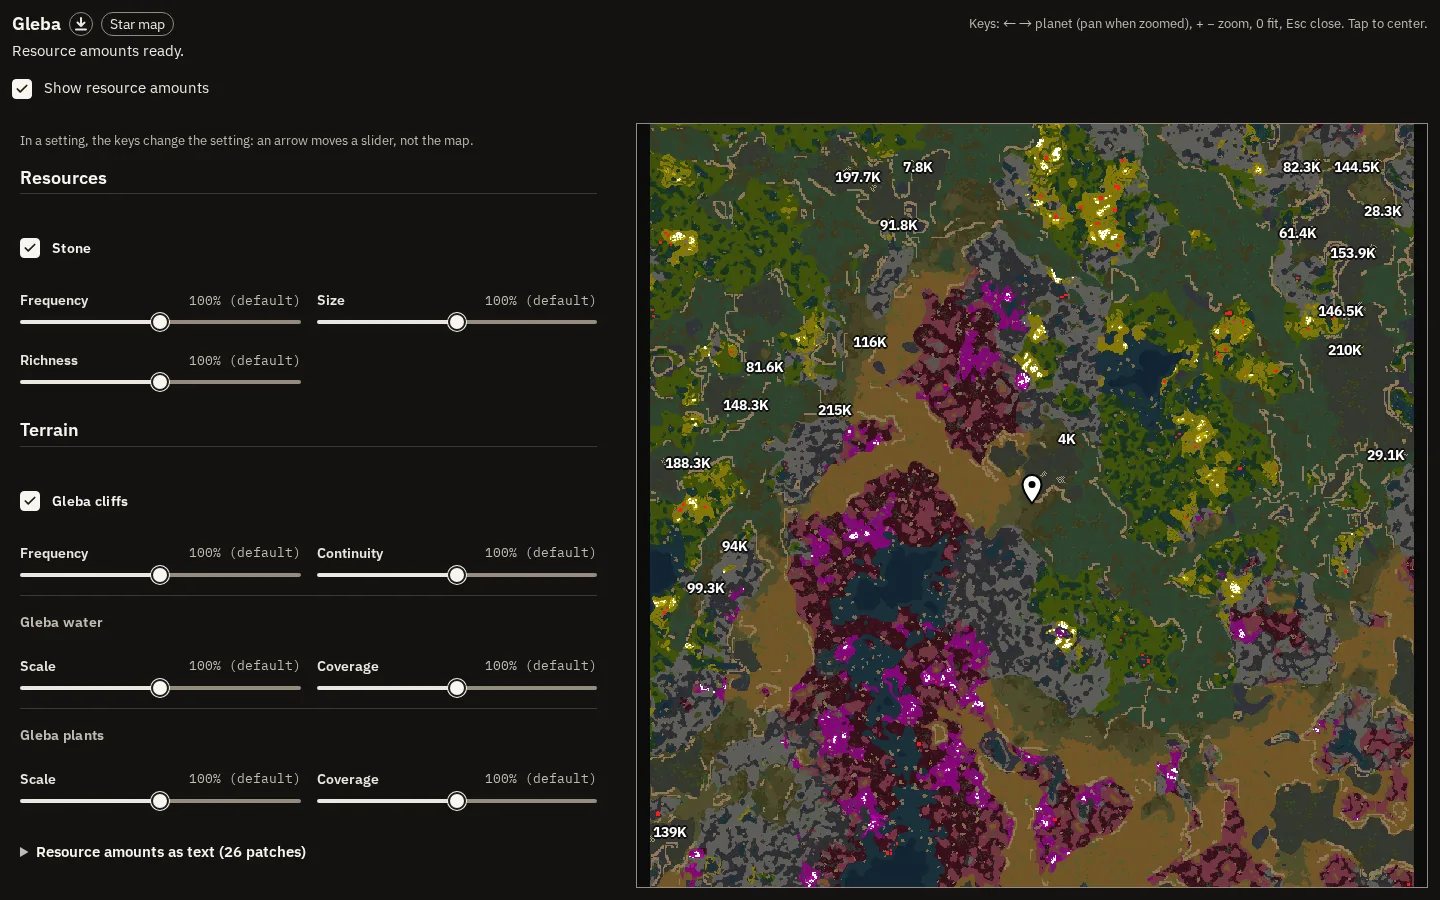 Gleba Star map
Keys: ←→ planet (pan when zoomed), + − zoom, 0 fit, Esc close. Tap to center.
Resource amounts ready.
Show resource amounts
In a setting, the keys change the setting: an arrow moves a slider, not the map.
Resources
Stone
Frequency 100% (default) Size 100% (default)
Richness 100% (default)
Terrain
Gleba cliffs
Frequency 100% (default) Continuity 100% (default)
Gleba water
Scale 100% (default) Coverage 100% (default)
Gleba plants
Scale 100% (default) Coverage 100% (default)
Resource amounts as text (26 patches)
7.8K
82.3K 144.5K
197.7K
28.3K
91.8K
61.4K
153.9K
146.5K
116K
210K
81.6K
148.3K
215K
4K
29.1K
188.3K
94K
99.3K
139K